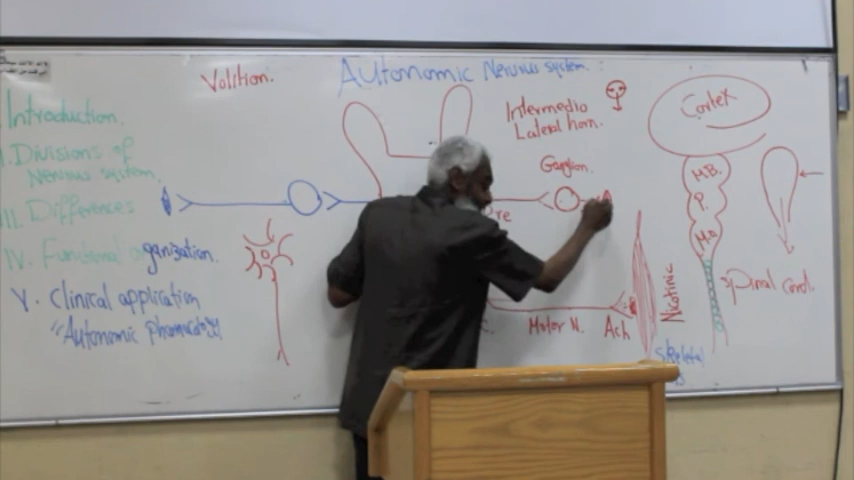 Volition.
Autonomic Nervous system.
Introduction.
I. Divisions of
Nervous system.
III. Differences
IV. Functional organization.
V. Clinical application
"Autonomic pharmacology
Intermedio
Lateral horn.
Ganglion.
Pre
Motor N.
Ach
Nicotinic
Skeletal
Cortex
M.B.
P.
M.O
Spinal cord.